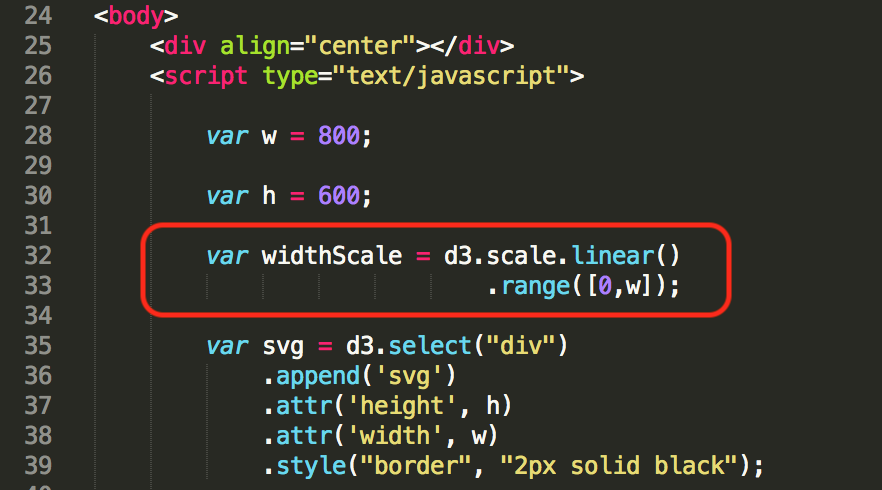 24 <body>
25 <div align="center"></div>
26 <script type="text/javascript">
27
28 var w = 800;
29
30 var h = 600;
31
32 var widthScale = d3.scale.linear()
33 .range([0,w]);
34
35 var svg = d3.select("div")
36 .append('svg')
37 .attr('height', h)
38 .attr('width', w)
39 .style("border", "2px solid black");